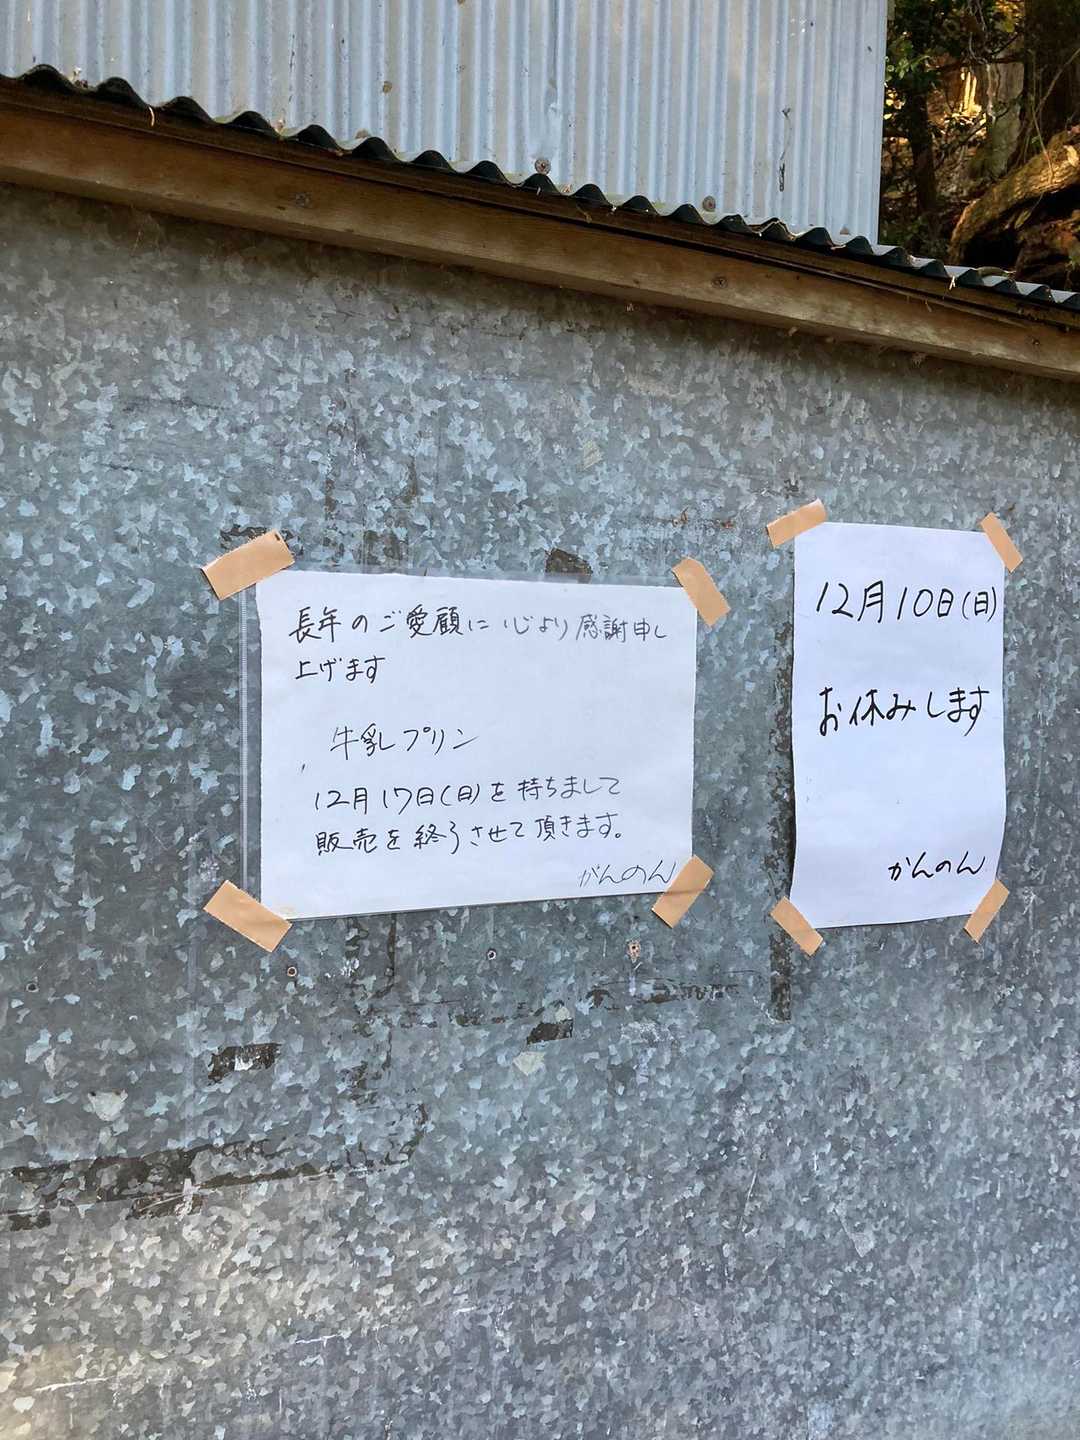 長年のご愛顧に心より感謝申し
上げます
牛乳プリン
12月17日(日)を持ちまして
販売を終うさせて頂きます。
がんのん
12月10日(日)
お休みします
かんのん